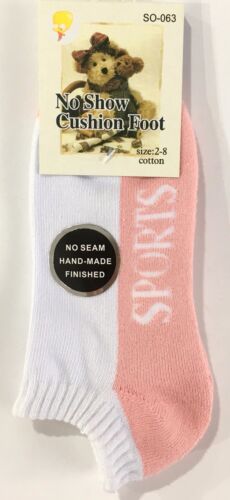 SO-063
No Show
Cushion Foot
size:2-8
cotton
NO SEAM
HAND-MADE
FINISHED
SPORTS